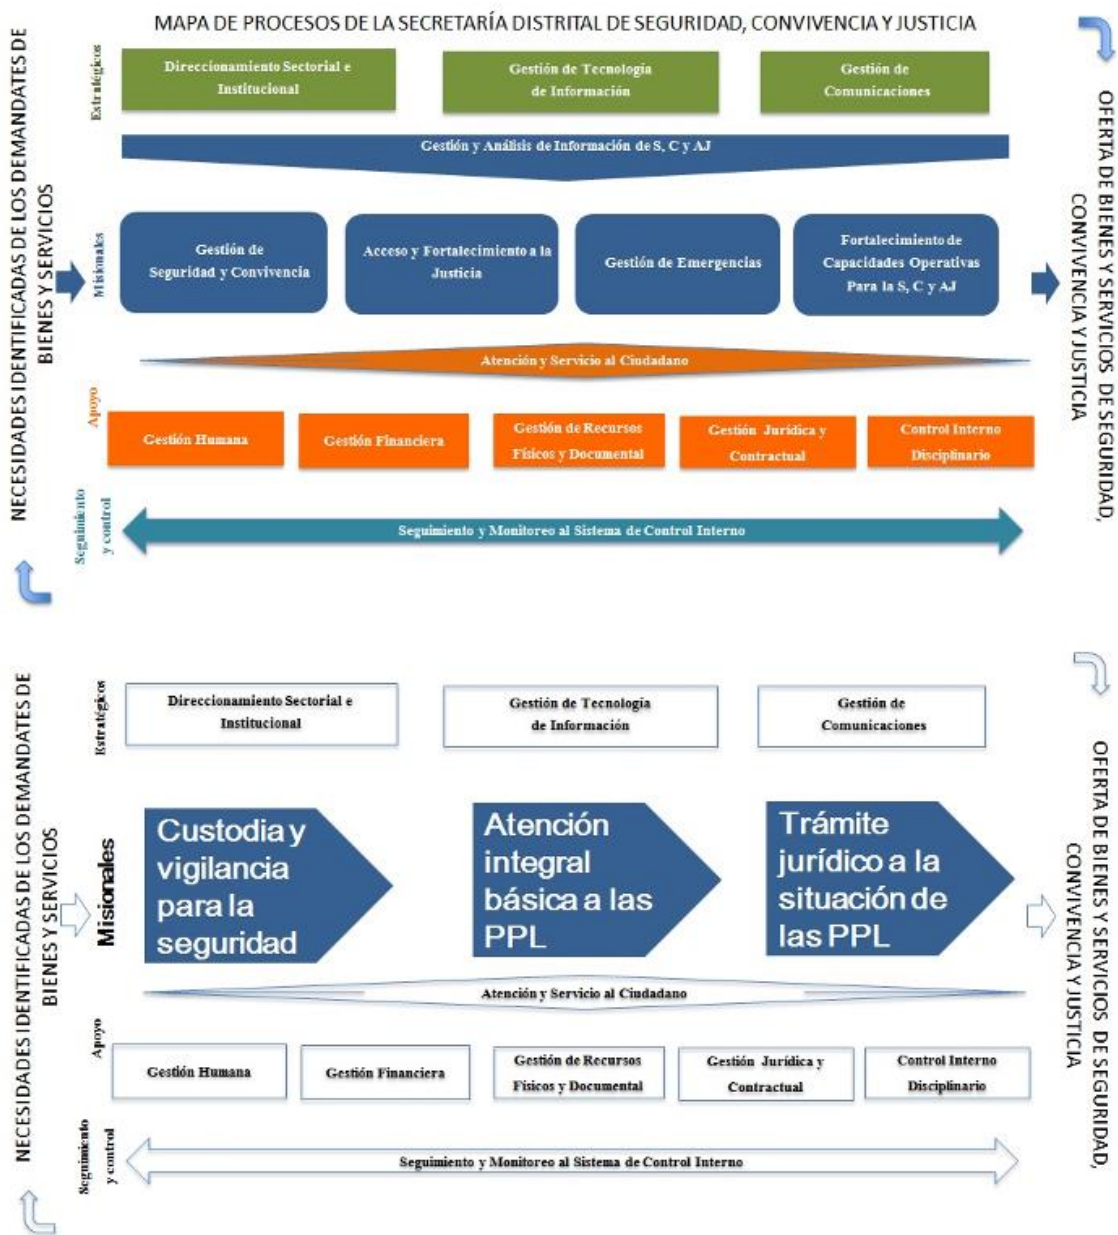 MAPA DE PROCESOS DE LA SECRETARÍA DISTRITAL DE SEGURIDAD, CONVIVENCIA Y JUSTICIA
NECESIDADES IDENTIFICADAS DE LOS DEMANDATES DE
BIENES Y SERVICIOS
Estratégicos
Direccionamiento Sectorial e
Institucional
Gestión de Tecnología
de Información
Gestión de
Comunicaciones
Gestión y Análisis de Información de S, C y AJ
Misionales
Gestión de
Seguridad y Convivencia
Acceso y Fortalecimiento a la
Justicia
Gestión de Emergencias
Fortalecimiento de
Capacidades Operativas
Para la S, C y AJ
Atención y Servicio al Ciudadano
Apoyo
Gestión Humana
Gestión Financiera
Gestión de Recursos
Físicos y Documental
Gestión Jurídica y
Contractual
Control Interno
Disciplinario
Seguimiento
y control
Seguimiento y Monitoreo al Sistema de Control Interno
OFERTA DE BIENES Y SERVICIOS DE SEGURIDAD,
CONVIVENCIA Y JUSTICIA
NECESIDADES IDENTIFICADAS DE LOS DEMANDATES DE
BIENES Y SERVICIOS
Estratégicos
Direccionamiento Sectorial e
Institucional
Gestión de Tecnología
de Información
Gestión de
Comunicaciones
Misionales
Custodia y
vigilancia
para la
seguridad
Atención
integral
básica a las
PPL
Trámite
jurídico a la
situación de
las PPL
Atención y Servicio al Ciudadano
Apoyo
Gestión Humana
Gestión Financiera
Gestión de Recursos
Físicos y Documental
Gestión Jurídica y
Contractual
Control Interno
Disciplinario
Seguimiento
y control
Seguimiento y Monitoreo al Sistema de Control Interno
OFERTA DE BIENES Y SERVICIOS DE SEGURIDAD,
CONVIVENCIA Y JUSTICIA